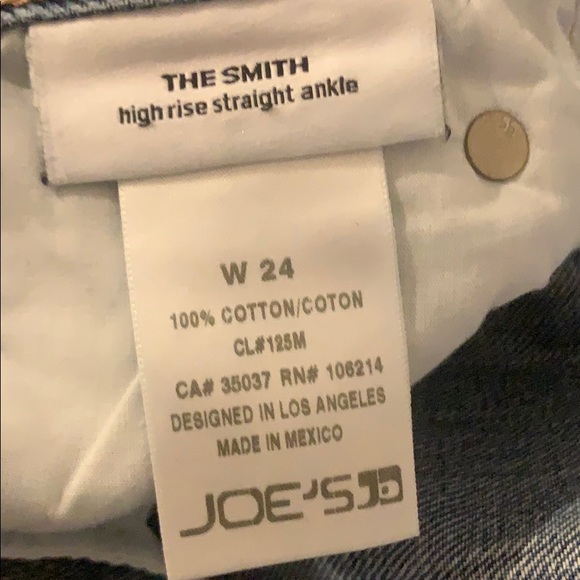 THE SMITH
high rise straight ankle
W 24
100% COTTON/COTON
CL#125M
CA# 35037 RN# 106214
DESIGNED IN LOS ANGELES
MADE IN MEXICO
JOE'S